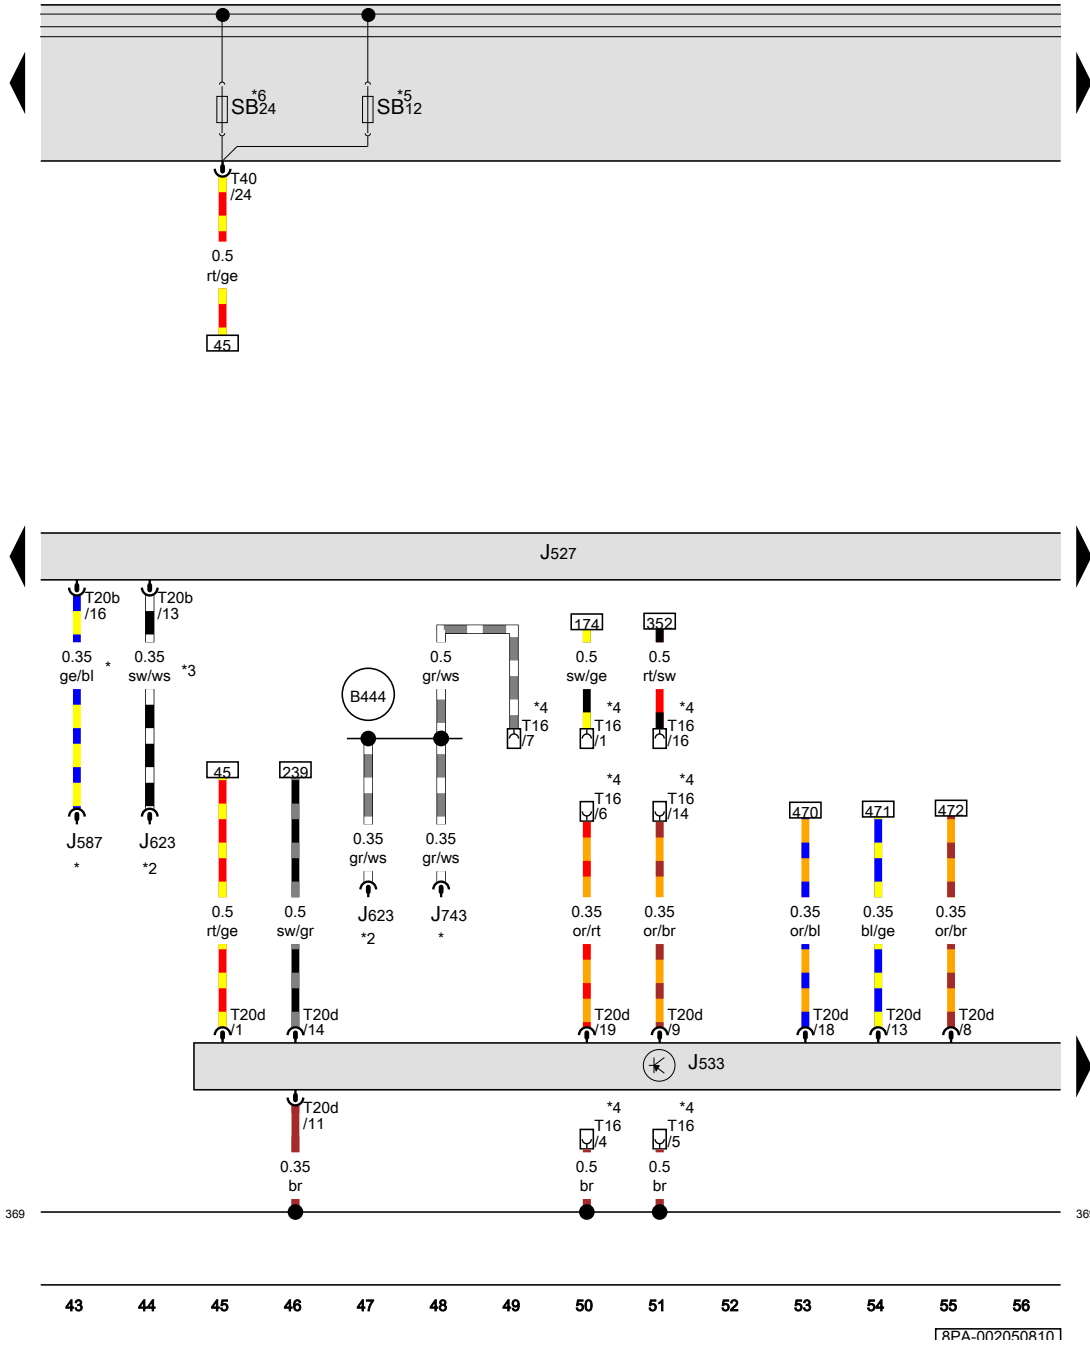 *6
SB24
*5
SB12
T40
/24
0.5
rt/ge
45
J527
T20b
/16
T20b
/13
0.35
ge/bl
*
0.35
sw/ws
*3
B444
0.5
gr/ws
174
0.5
sw/ge
352
0.5
rt/sw
*4
T16
/7
*4
T16
/1
*4
T16
/16
45
239
*4
T16
/6
*4
T16
/14
470
471
472
J587
*
J623
*2
0.35
gr/ws
0.35
gr/ws
J623
*2
J743
*
0.5
rt/ge
0.5
sw/gr
0.35
or/rt
0.35
or/br
0.35
or/bl
0.35
bl/ge
0.35
or/br
T20d
/1
T20d
/14
T20d
/19
T20d
/9
T20d
/18
T20d
/13
T20d
/8
J533
T20d
/11
*4
T16
/4
*4
T16
/5
0.35
br
0.5
br
0.5
br
369
43 44 45 46 47 48 49 50 51 52 53 54 55 56
8PA-002050810